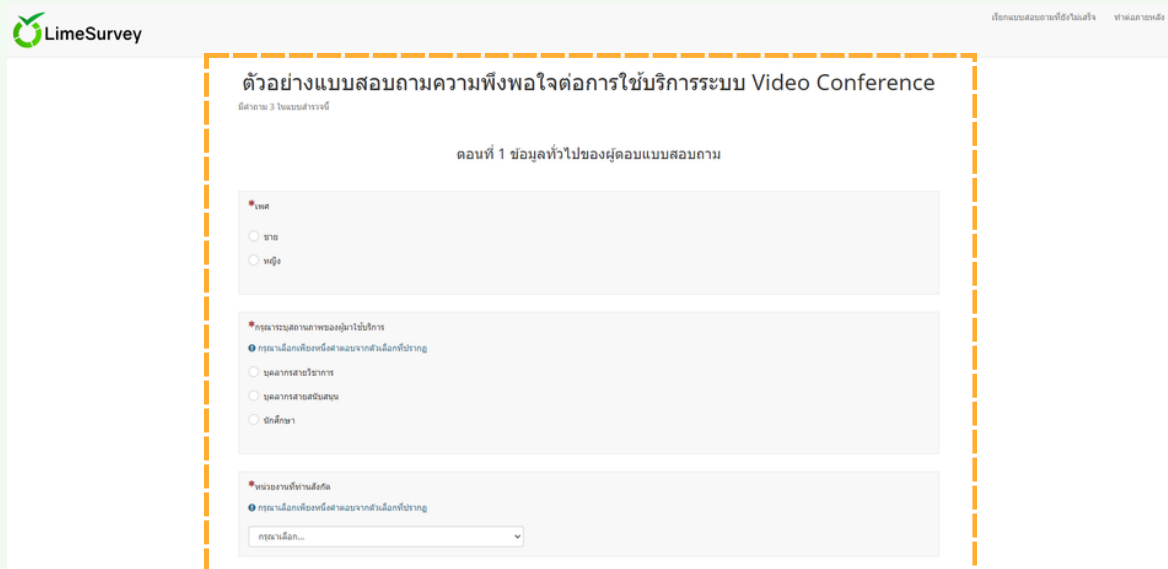 LimeSurvey
เรียกแบบสอบถามที่ยังไม่เสร็จ ทำต่อภายหลัง
ตัวอย่างแบบสอบถามความพึงพอใจต่อการใช้บริการระบบ Video Conference
มีคำถาม 3 ในแบบสำรวจนี้
ตอนที่ 1 ข้อมูลทั่วไปของผู้ตอบแบบสอบถาม
*เพศ
ชาย
หญิง
*กรุณาระบุสถานภาพของผู้มาใช้บริการ
กรุณาเลือกเพียงหนึ่งคำตอบจากตัวเลือกที่ปรากฏ
บุคลากรสายวิชาการ
บุคลากรสายสนับสนุน
นักศึกษา
*หน่วยงานที่ท่านสังกัด
กรุณาเลือกเพียงหนึ่งคำตอบจากตัวเลือกที่ปรากฏ
กรุณาเลือก...